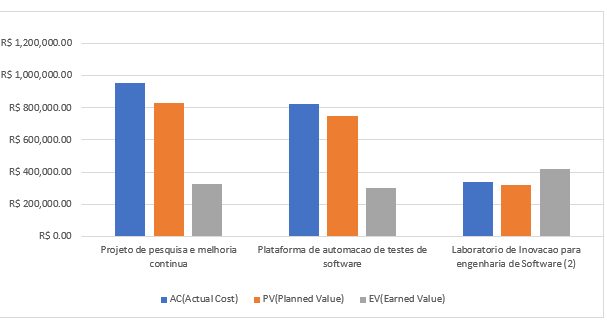 R$ 1,200,000.00
R$ 1,000,000.00
R$ 800,000.00
R$ 600,000.00
R$ 400,000.00
R$ 200,000.00
R$ 0.00
Projeto de pesquisa e melhoria
continua
Plataforma de automacao de testes de
software
Laboratorio de Inovacao para
engenharia de Software (2)
AC(Actual Cost)
PV(Planned Value)
EV(Earned Value)